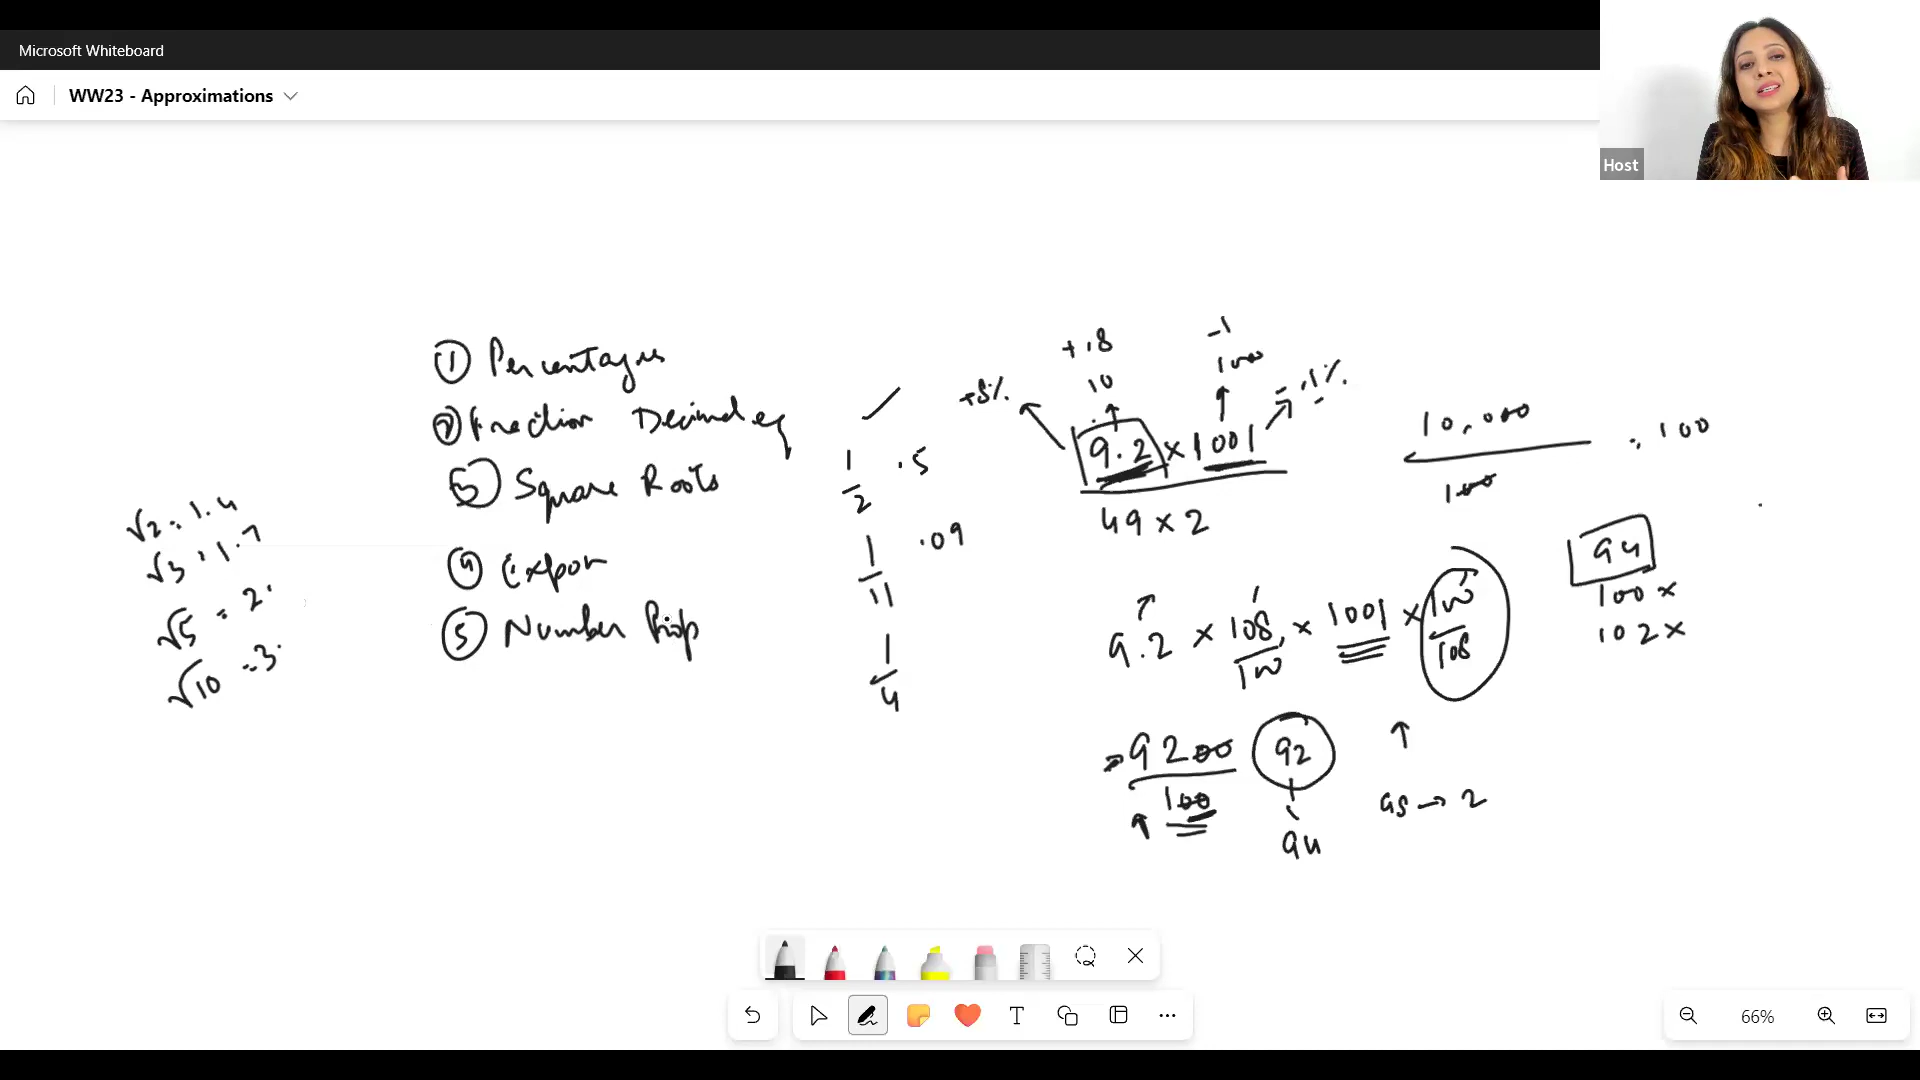 Microsoft Whiteboard
WW23 - Approximations
Host
① Percentages
② Fraction Decimal eq
③ Square Roots
④ Expon
⑤ Number Prop
√2 = 1.4
√3 = 1.7
√5 = 2.
√10 = 3.
1/2 .5
1/11 .09
1/4
+.8
-1
10
1000
+8%
-.1%
9.2 × 1001
49 × 2
10,000
100
= 100
94
100 ×
102 ×
9.2 × 108/100 × 1001 × 100/108
9200
100
92
94
as → 2
66%